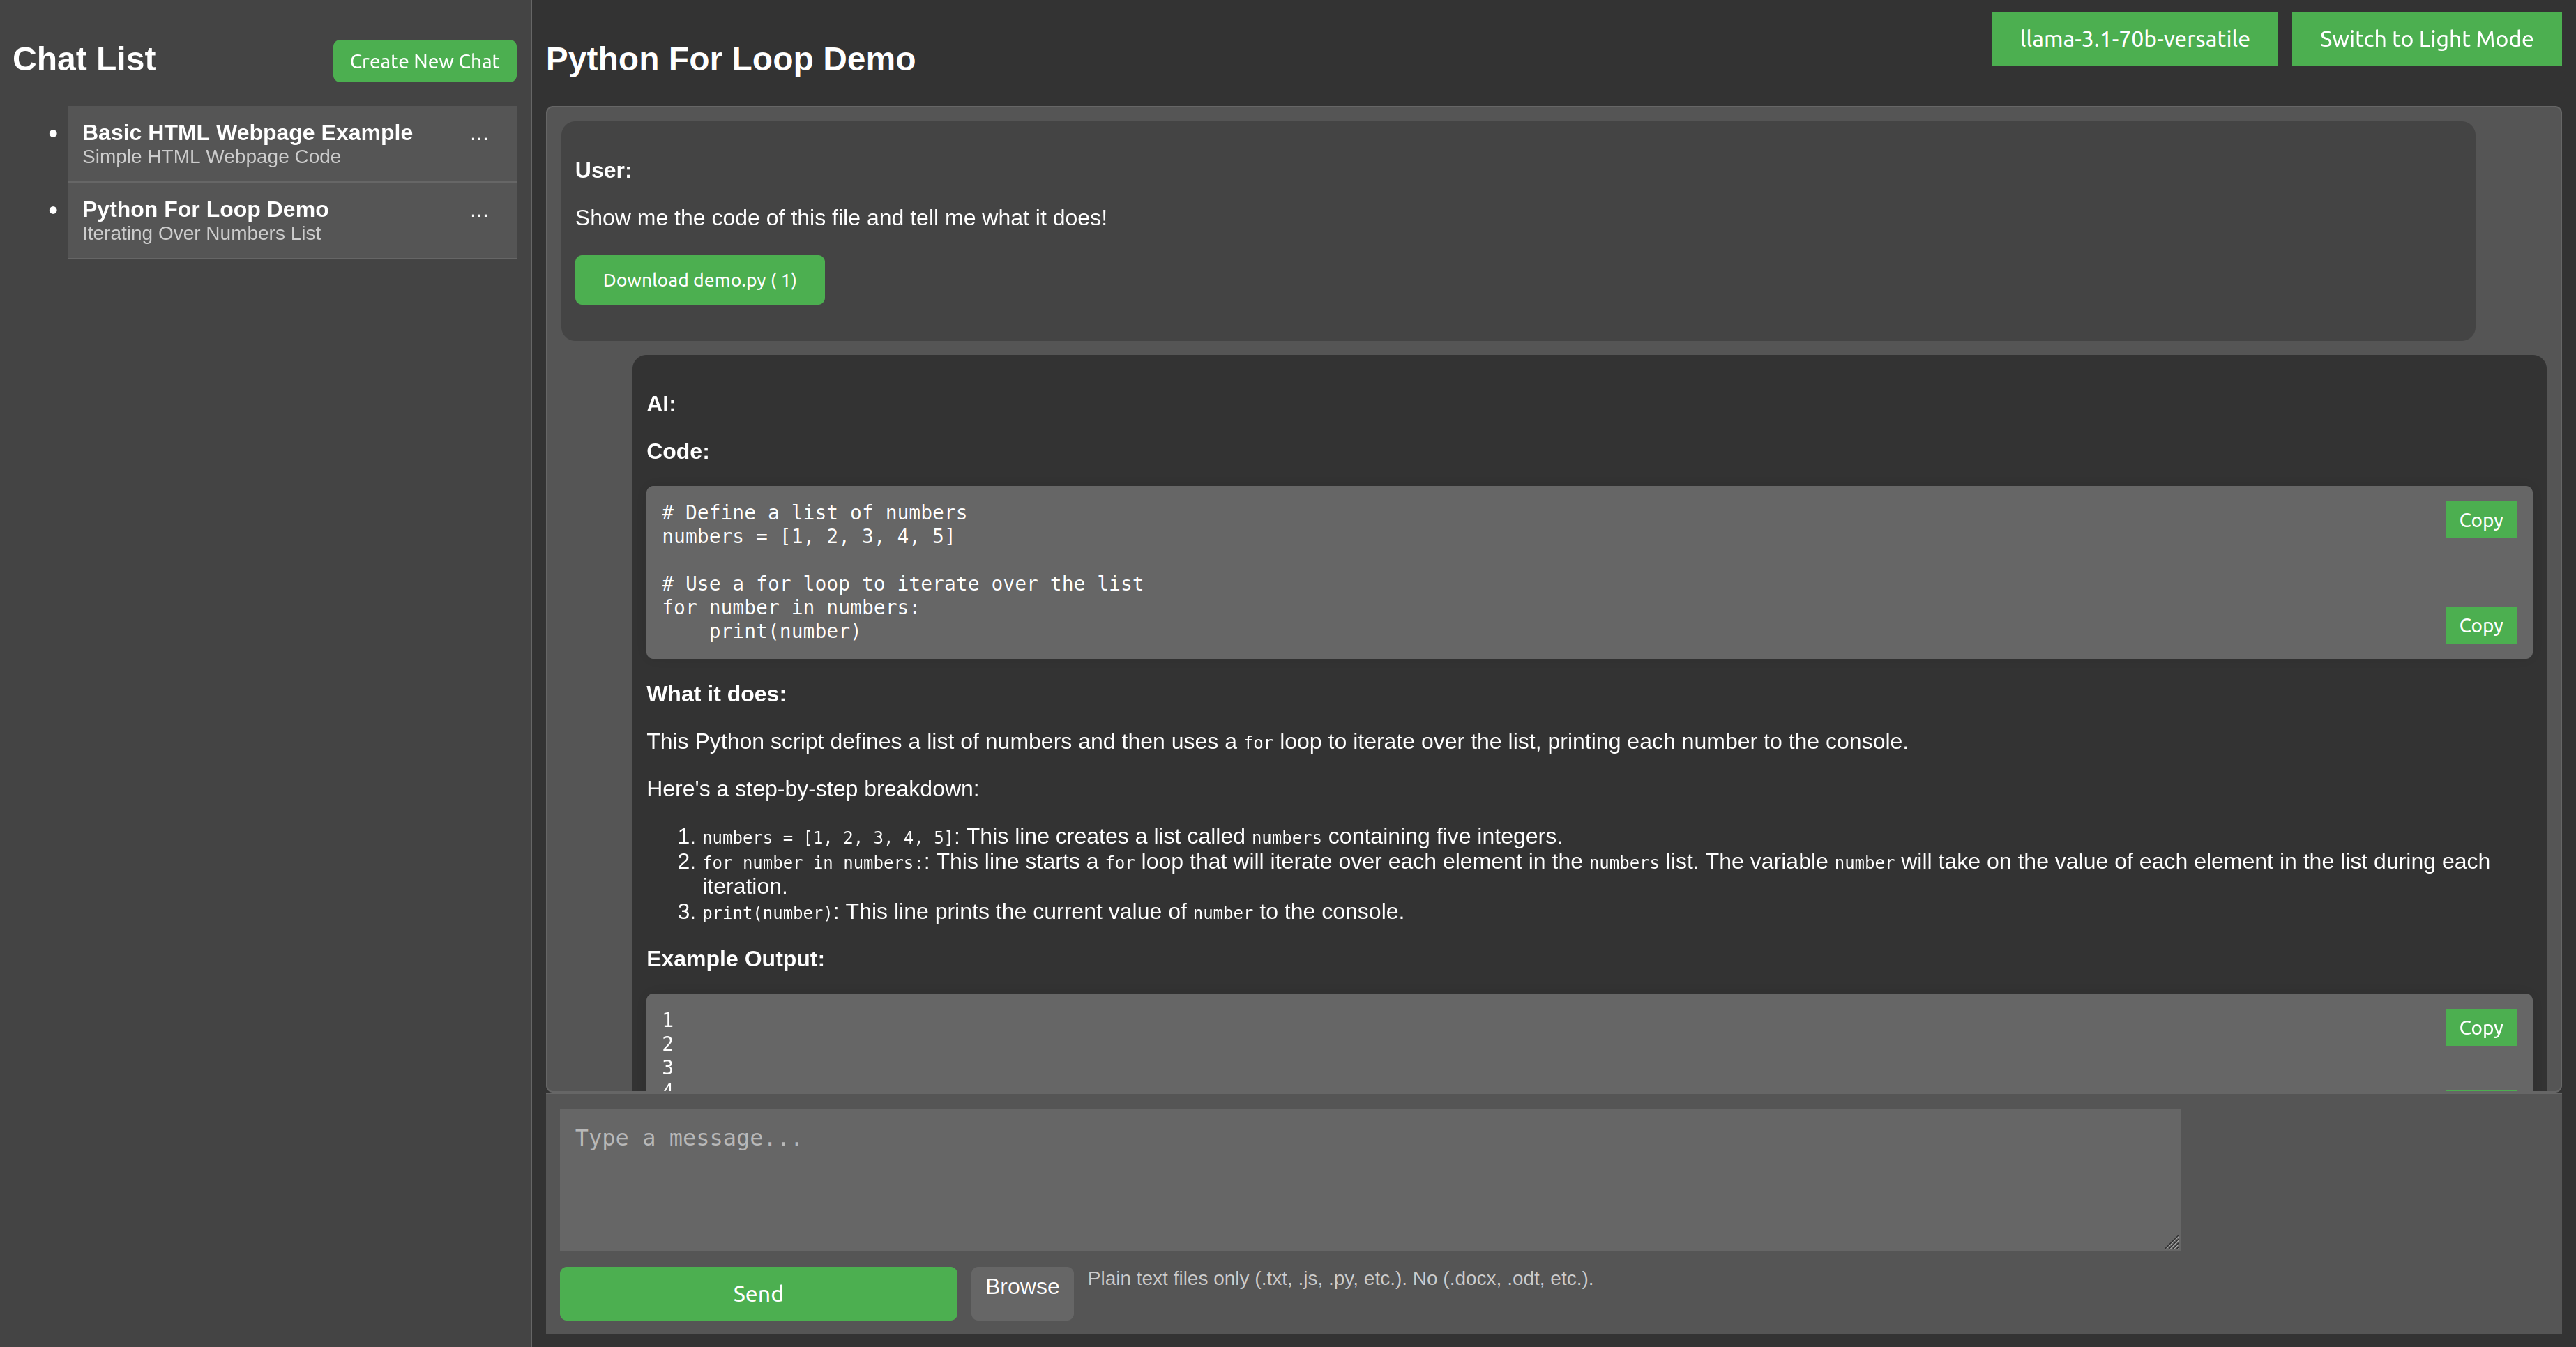 Chat List
Create New Chat
Basic HTML Webpage Example
...
Simple HTML Webpage Code
Python For Loop Demo
...
Iterating Over Numbers List
Python For Loop Demo
llama-3.1-70b-versatile
Switch to Light Mode
User:
Show me the code of this file and tell me what it does!
Download demo.py ( 1)
AI:
Code:
# Define a list of numbers
numbers = [1, 2, 3, 4, 5]
Copy
# Use a for loop to iterate over the list
for number in numbers:
    print(number)
Copy
What it does:
This Python script defines a list of numbers and then uses a for loop to iterate over the list, printing each number to the console.
Here's a step-by-step breakdown:
1. numbers = [1, 2, 3, 4, 5]: This line creates a list called numbers containing five integers.
2. for number in numbers:: This line starts a for loop that will iterate over each element in the numbers list. The variable number will take on the value of each element in the list during each
iteration.
3. print(number): This line prints the current value of number to the console.
Example Output:
1
Copy
2
3
4
Type a message...
Send
Browse
Plain text files only (.txt, .js, .py, etc.). No (.docx, .odt, etc.).